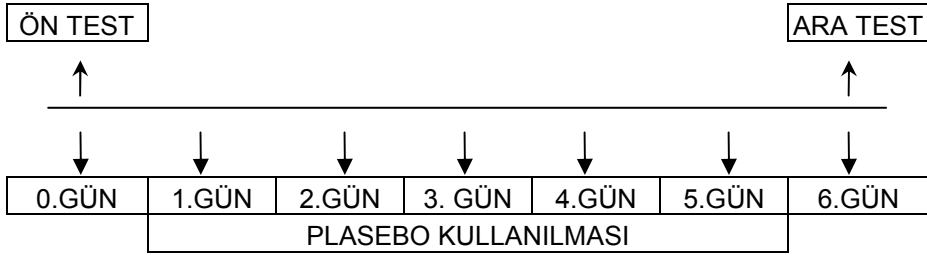 ÖN TEST ARA TEST
0.GÜN 1.GÜN 2.GÜN 3. GÜN 4.GÜN 5.GÜN 6.GÜN
PLASEBO KULLANILMASI